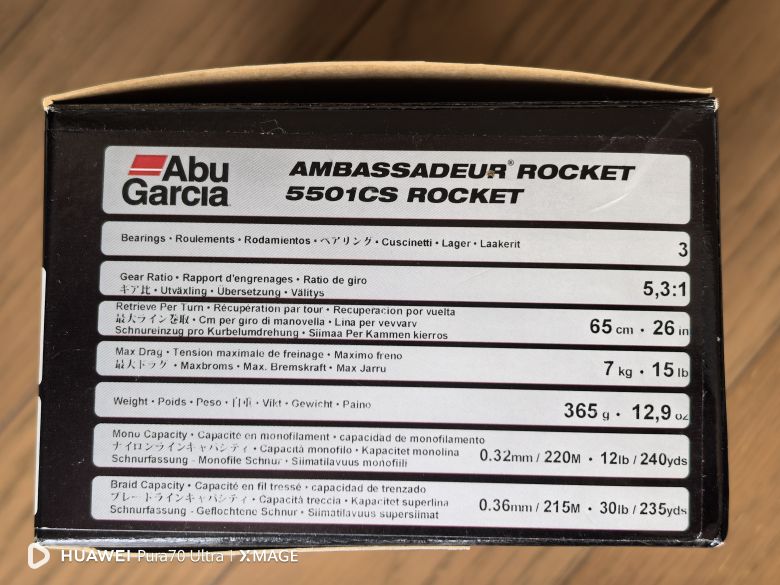 Abu
Garcia
AMBASSADEUR® ROCKET
5501CS ROCKET
Bearings • Roulements • Rodamientos • ベアリング • Cuscinetti • Lager • Laakerit
3
Gear Ratio • Rapport d'engrenages • Ratio de giro
ギア比 • Utväxling • Übersetzung • Välitys
5,3:1
Retrieve Per Turn • Récupération par tour • Recuperacion por vuelta
最大ライン巻取 • Cm per giro di manovella • Lina per vevvarv
Schnureinzug pro Kurbelumdrehung • Siimaa Per Kammen kierros
65 cm • 26 in
Max Drag • Tension maximale de freinage • Maximo freno
最大ドラグ • Maxbroms • Max. Bremskraft • Max Jarru
7 kg • 15 lb
Weight • Poids • Peso • 自重 • Vikt • Gewicht • Paino
365 g • 12,9 oz
Mono Capacity • Capacité en monofilament • capacidad de monofilamento
ナイロンラインキャパシティ • Capacità monofilo • Kapacitet monolina
Schnurfassung - Monofile Schnur • Siimatilavuus monofiili
0.32mm / 220M • 12lb / 240yds
Braid Capacity • Capacité en fil tressé • capacidad de trenzado
ブレートラインキャパシティ • Capacità treccia • Kapacitet superlina
Schnurfassung - Geflochtene Schnur • Siimatilavuus supersiimat
0.36mm / 215M • 30lb / 235yds
HUAWEI Pura70 Ultra | XMAGE